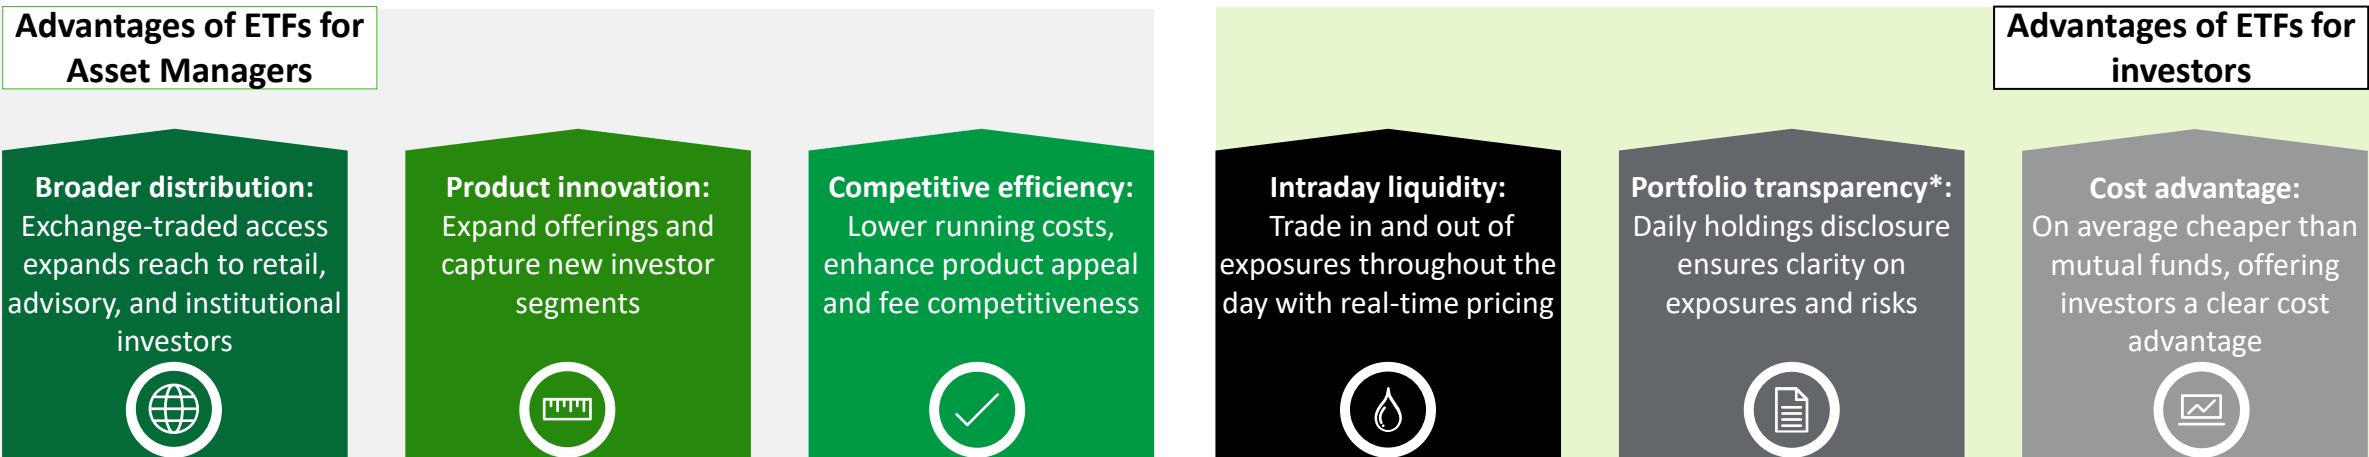 Advantages of ETFs for
Asset Managers
Broader distribution:
Exchange-traded access
expands reach to retail,
advisory, and institutional
investors
Product innovation:
Expand offerings and
capture new investor
segments
Competitive efficiency:
Lower running costs,
enhance product appeal
and fee competitiveness
Advantages of ETFs for
investors
Intraday liquidity:
Trade in and out of
exposures throughout the
day with real-time pricing
Portfolio transparency*:
Daily holdings disclosure
ensures clarity on
exposures and risks
Cost advantage:
On average cheaper than
mutual funds, offering
investors a clear cost
advantage